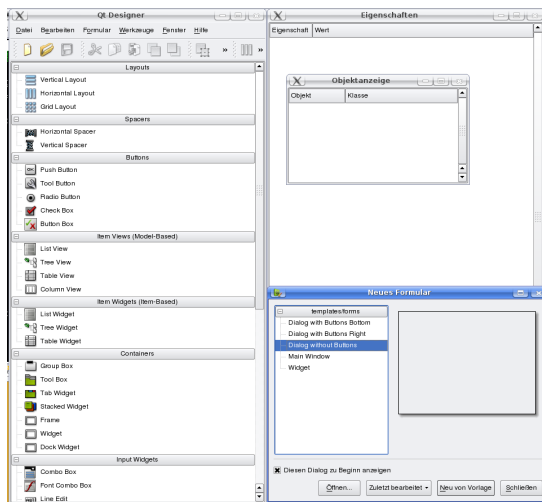 Qt Designer
Datei Bearbeiten Formular Werkzeuge Fenster Hilfe
Layouts
Vertical Layout
Horizontal Layout
Grid Layout
Spacers
Horizontal Spacer
Vertical Spacer
Buttons
Push Button
Tool Button
Radio Button
Check Box
Button Box
Item Views (Model-Based)
List View
Tree View
Table View
Column View
Item Widgets (Item-Based)
List Widget
Tree Widget
Table Widget
Containers
Group Box
Tool Box
Tab Widget
Stacked Widget
Frame
Widget
Dock Widget
Input Widgets
Combo Box
Font Combo Box
Line Edit
Eigenschaften
Eigenschaft Wert
Objektanzeige
Objekt Klasse
Neues Formular
templates/forms
Dialog with Buttons Bottom
Dialog with Buttons Right
Dialog without Buttons
Main Window
Widget
Diesen Dialog zu Beginn anzeigen
Öffnen... Zuletzt bearbeitet Neu von Vorlage Schließen